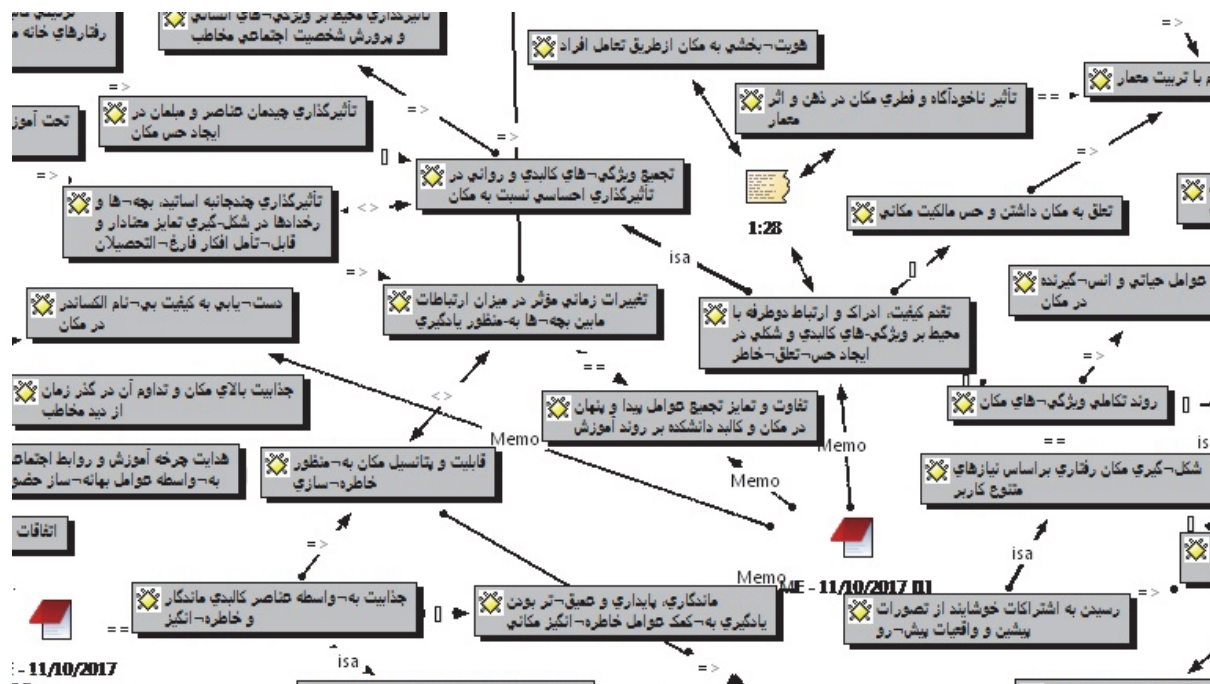 رفتارهاي خانه
تأثيرگذاري محيط بر ويژگي¬هاي انساني
و پرورش شخصيت اجتماعي مخاطب
هويت¬بخشي به مكان ازطريق تعامل افراد
=>
م با تربيت معمار
=>
تأثير ناخودآگاه و فطري مكان در ذهن و اثر
معمار
==
تحت آموز
تأثيرگذاري چيدمان عناصر و مبلمان در
ايجاد حس مكان
=>
=>
[]
تجميع ويژگي¬هاي كالبدي و رواني در
تأثيرگذاري احساسي نسبت به مكان
=>
=>
تأثيرگذاري چندجانبه اساتيد، بچه¬ها و
رخدادها در شكل-گيري تمايز معنادار و
قابل¬تأمل افكار فارغ¬التحصيلان
<>
1:28
تعلق به مكان داشتن و حس مالكيت مكاني
isa
[]
=>
تغييرات زماني مؤثر در ميزان ارتباطات
مابين بچه¬ها به-منظور يادگيري
تقدم كيفيت، ادراك و ارتباط دوطرفه با
محيط بر ويژگي-هاي كالبدي و شكلي در
ايجاد حس¬تعلق¬خاطر
عوامل حياتي و انس¬گيرنده
در مكان
دست¬يابي به كيفيت بي¬نام الكساندر
در مكان
==
=>
[]
جذابيت بالاي مكان و تداوم آن در گذر زمان
از ديد مخاطب
<>
تفاوت و تمايز تجميع عوامل پيدا و پنهان
در مكان و كالبد دانشكده بر روند آموزش
روند تكاملي ويژگي¬هاي مكان
[]
Memo
Memo
==
is
هدايت چرخه آموزش و روابط اجتماعي
به¬واسطه عوامل بهانه¬ساز حضور
قابليت و پتانسيل مكان به¬منظور
خاطره¬سازي
Memo
شكل¬گيري مكان رفتاري براساس نيازهاي
متنوع كاربر
اتفاقات
=>
[]
isa
Memo
ME - 11/10/2017 [1]
=>
جذابيت به¬واسطه عناصر كالبدي ماندگار
و خاطره¬انگيز
[]
ماندگاري، پايداري و عميق¬تر بودن
يادگيري به¬كمك عوامل خاطره¬انگيز مكاني
رسيدن به اشتراكات خوشايند از تصورات
پيشين و واقعيات پيش¬رو
==
E - 11/10/2017
isa
=>